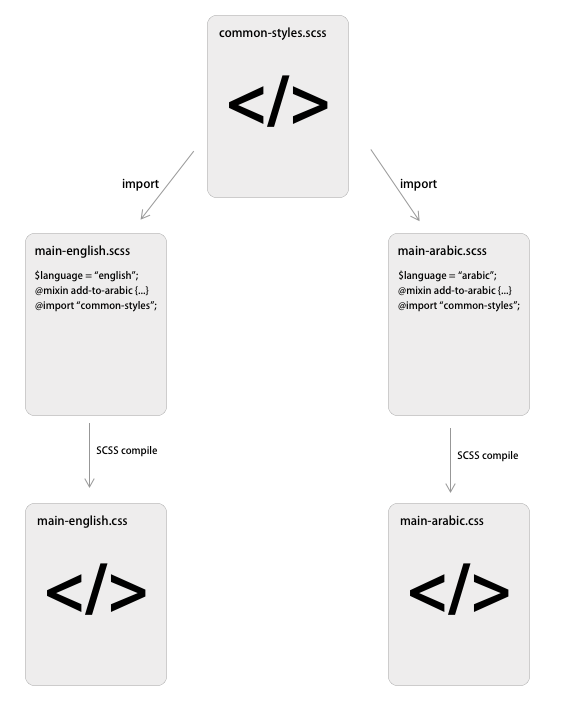 common-styles.scss
</>
import
import
main-english.scss
$language = “english”;
@mixin add-to-arabic {...}
@import “common-styles”;
main-arabic.scss
$language = “arabic”;
@mixin add-to-arabic {...}
@import “common-styles”;
SCSS compile
SCSS compile
main-english.css
</>
main-arabic.css
</>